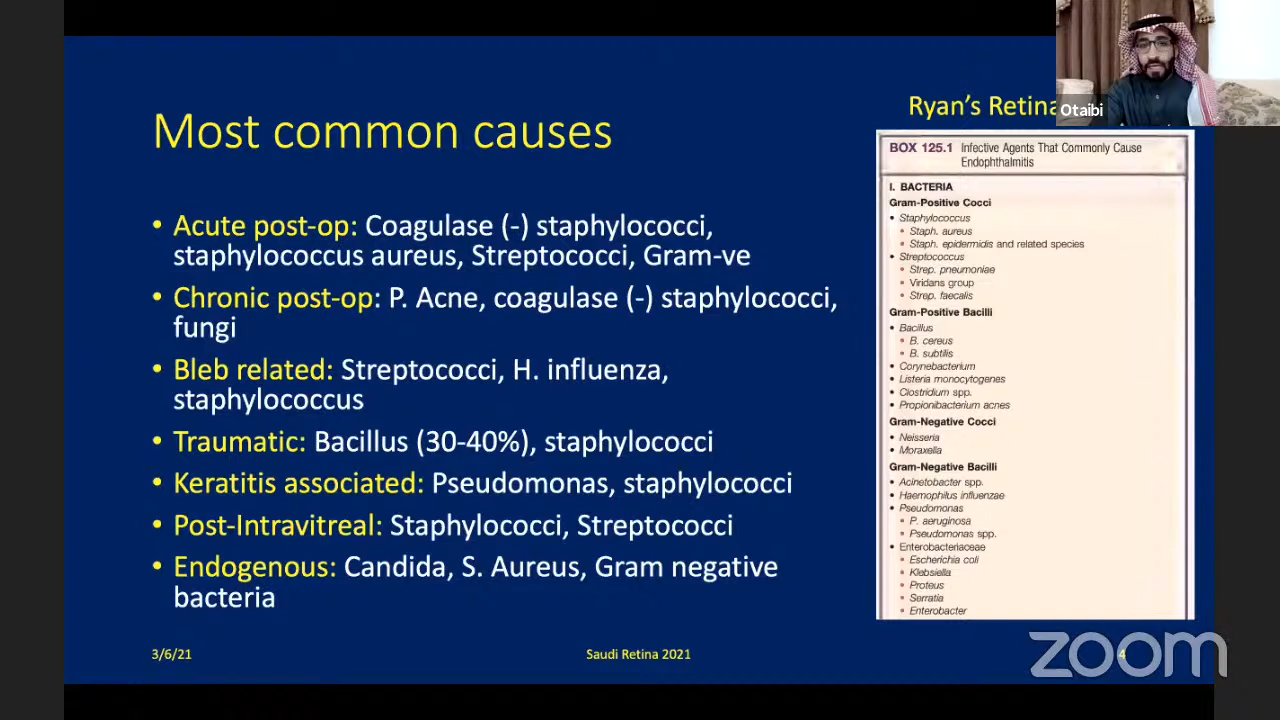 Most common causes
• Acute post-op: Coagulase (-) staphylococci,
staphylococcus aureus, Streptococci, Gram-ve
• Chronic post-op: P. Acne, coagulase (-) staphylococci,
fungi
• Bleb related: Streptococci, H. influenza,
staphylococcus
• Traumatic: Bacillus (30-40%), staphylococci
• Keratitis associated: Pseudomonas, staphylococci
• Post-Intravitreal: Staphylococci, Streptococci
• Endogenous: Candida, S. Aureus, Gram negative
bacteria
Ryan's Retina
Otaibi
BOX 125.1 Infective Agents That Commonly Cause
Endophthalmitis
I. BACTERIA
Gram-Positive Cocci
• Staphylococcus
• Staph. aureus
• Staph. epidermidis and related species
• Streptococcus
• Strep. pneumoniae
• Viridans group
• Strep. faecalis
Gram-Positive Bacilli
• Bacillus
• B. cereus
• B. subtilis
• Corynebacterium
• Listeria monocytogenes
• Clostridium spp.
• Propionibacterium acnes
Gram-Negative Cocci
• Neisseria
• Moraxella
Gram-Negative Bacilli
• Acinetobacter spp.
• Haemophilus influenzae
• Pseudomonas
• P. aeruginosa
• Pseudomonas spp.
• Enterobacteriaceae
• Escherichia coli
• Klebsiella
• Proteus
• Serratia
• Enterobacter
3/6/21
Saudi Retina 2021
4
zoom